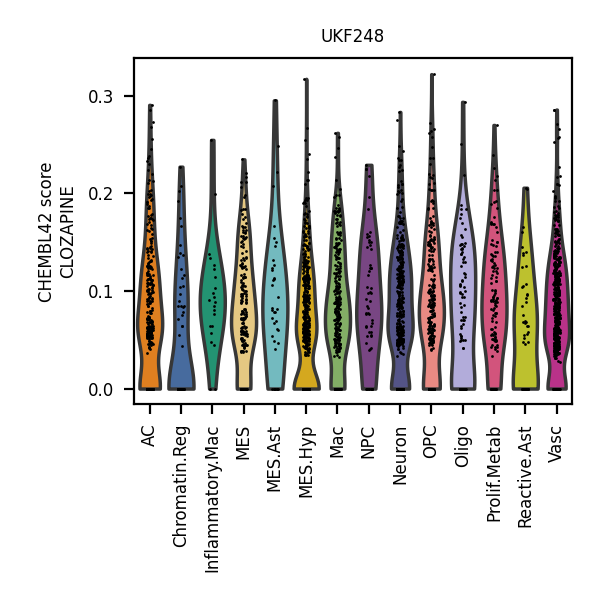 UKF248
CHEMBL42 score
CLOZAPINE
0.3
0.2
0.1
0.0
AC
Chromatin.Reg
Inflammatory.Mac
MES
MES.Ast
MES.Hyp
Mac
NPC
Neuron
OPC
Oligo
Prolif.Metab
Reactive.Ast
Vasc